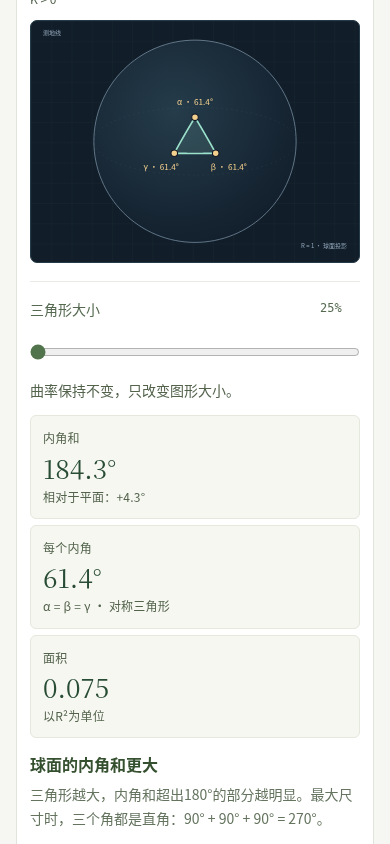 K > 0
测地线
α · 61.4°
γ · 61.4°
β · 61.4°
R = 1 · 球面投影
三角形大小
25%
曲率保持不变，只改变图形大小。
内角和
184.3°
相对于平面：+4.3°
每个内角
61.4°
α = β = γ · 对称三角形
面积
0.075
以R²为单位
球面的内角和更大
三角形越大，内角和超出180°的部分越明显。最大尺
寸时，三个角都是直角：90° + 90° + 90° = 270°。